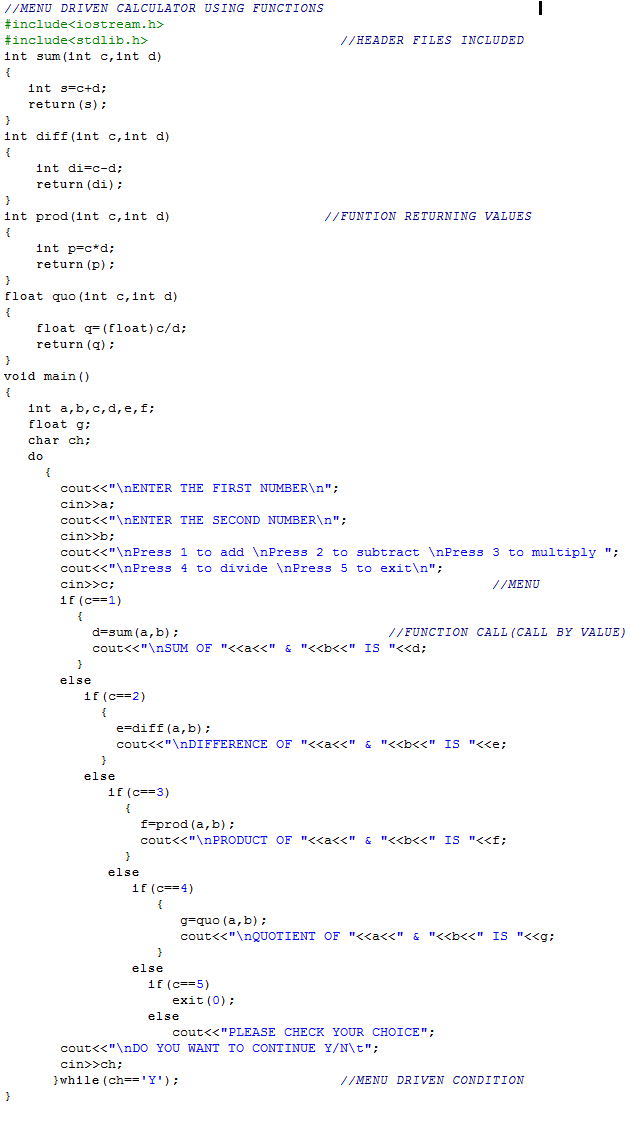 //MENU DRIVEN CALCULATOR USING FUNCTIONS
#include<iostream.h>
#include<stdlib.h>                        //HEADER FILES INCLUDED
int sum(int c,int d)
{
   int s=c+d;
   return(s);
}
int diff(int c,int d)
{
    int di=c-d;
    return(di);
}
int prod(int c,int d)                   //FUNTION RETURNING VALUES
{
    int p=c*d;
    return(p);
}
float quo(int c,int d)
{
    float q=(float)c/d;
    return(q);
}
void main()
{
   int a,b,c,d,e,f;
   float g;
   char ch;
   do
     {
       cout<<"\nENTER THE FIRST NUMBER\n";
       cin>>a;
       cout<<"\nENTER THE SECOND NUMBER\n";
       cin>>b;
       cout<<"\nPress 1 to add \nPress 2 to subtract \nPress 3 to multiply ";
       cout<<"\nPress 4 to divide \nPress 5 to exit\n";
       cin>>c;                                               //MENU
       if(c==1)
         {
           d=sum(a,b);                          //FUNCTION CALL(CALL BY VALUE)
           cout<<"\nSUM OF "<<a<<" & "<<b<<" IS "<<d;
         }
       else
          if(c==2)
            {
              e=diff(a,b);
              cout<<"\nDIFFERENCE OF "<<a<<" & "<<b<<" IS "<<e;
            }
          else
             if(c==3)
               {
                 f=prod(a,b);
                 cout<<"\nPRODUCT OF "<<a<<" & "<<b<<" IS "<<f;
               }
             else
                if(c==4)
                   {
                      g=quo(a,b);
                      cout<<"\nQUOTIENT OF "<<a<<" & "<<b<<" IS "<<g;
                   }
                else
                  if(c==5)
                     exit(0);
                  else
                     cout<<"PLEASE CHECK YOUR CHOICE";
       cout<<"\nDO YOU WANT TO CONTINUE Y/N\t";
       cin>>ch;
      }while(ch=='Y');                    //MENU DRIVEN CONDITION
}